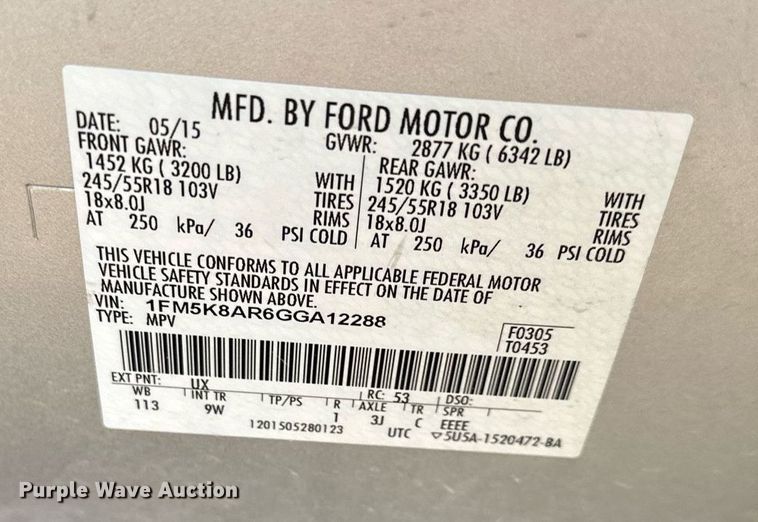 MFD. BY FORD MOTOR CO.
DATE: 05/15 GVWR: 2877 KG ( 6342 LB)
FRONT GAWR: REAR GAWR:
1452 KG ( 3200 LB) WITH 1520 KG ( 3350 LB) WITH
245/55R18 103V TIRES 245/55R18 103V TIRES
18x8.0J RIMS 18x8.0J RIMS
AT 250 kPa/ 36 PSI COLD AT 250 kPa/ 36 PSI COLD
THIS VEHICLE CONFORMS TO ALL APPLICABLE FEDERAL MOTOR
VEHICLE SAFETY STANDARDS IN EFFECT ON THE DATE OF
MANUFACTURE SHOWN ABOVE.
VIN: 1FM5K8AR6GGA12288
TYPE: MPV
F0305
T0453
EXT PNT: UX RC: 53 DSO:
WB INT TR TP/PS R AXLE TR SPR
113 9W 1 3J C EEEE
1201505280123 UTC ▽5U5A-1520472-BA
Purple Wave Auction